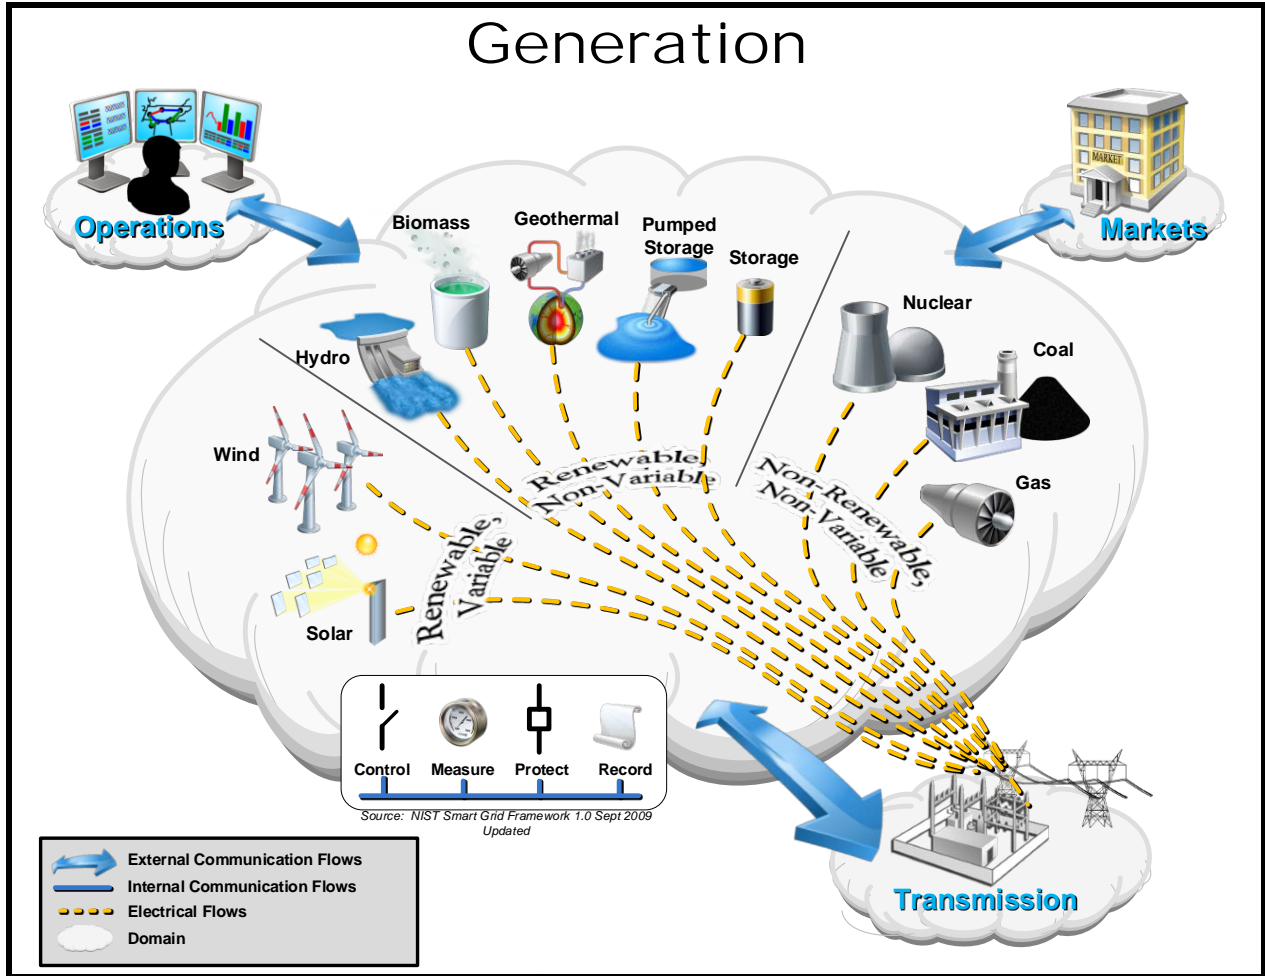 Generation
Operations
MARKET
Markets
Biomass
Geothermal
Pumped
Storage
Storage
Nuclear
Coal
Gas
Hydro
Wind
Solar
Renewable,
Variable
Renewable,
Non-Variable
Non-Renewable,
Non-Variable
Control
Measure
Protect
Record
Source: NIST Smart Grid Framework 1.0 Sept 2009
Updated
Transmission
External Communication Flows
Internal Communication Flows
Electrical Flows
Domain